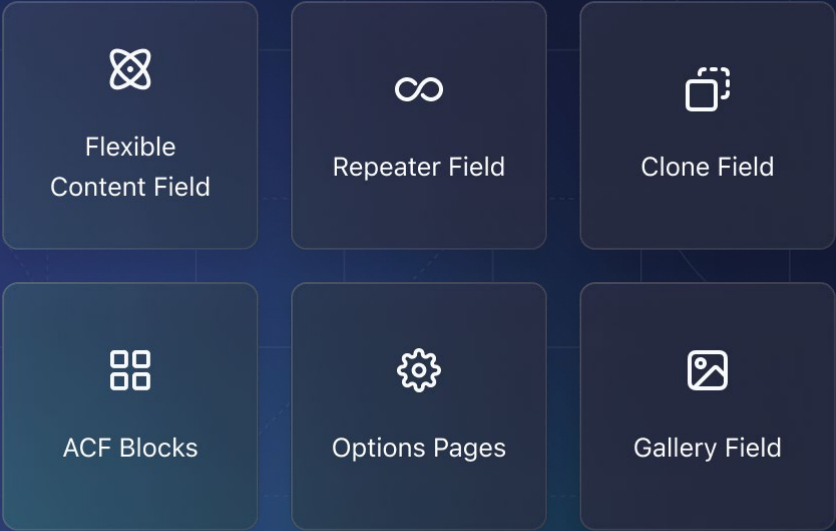 Flexible
Content Field
Repeater Field
Clone Field
ACF Blocks
Options Pages
Gallery Field